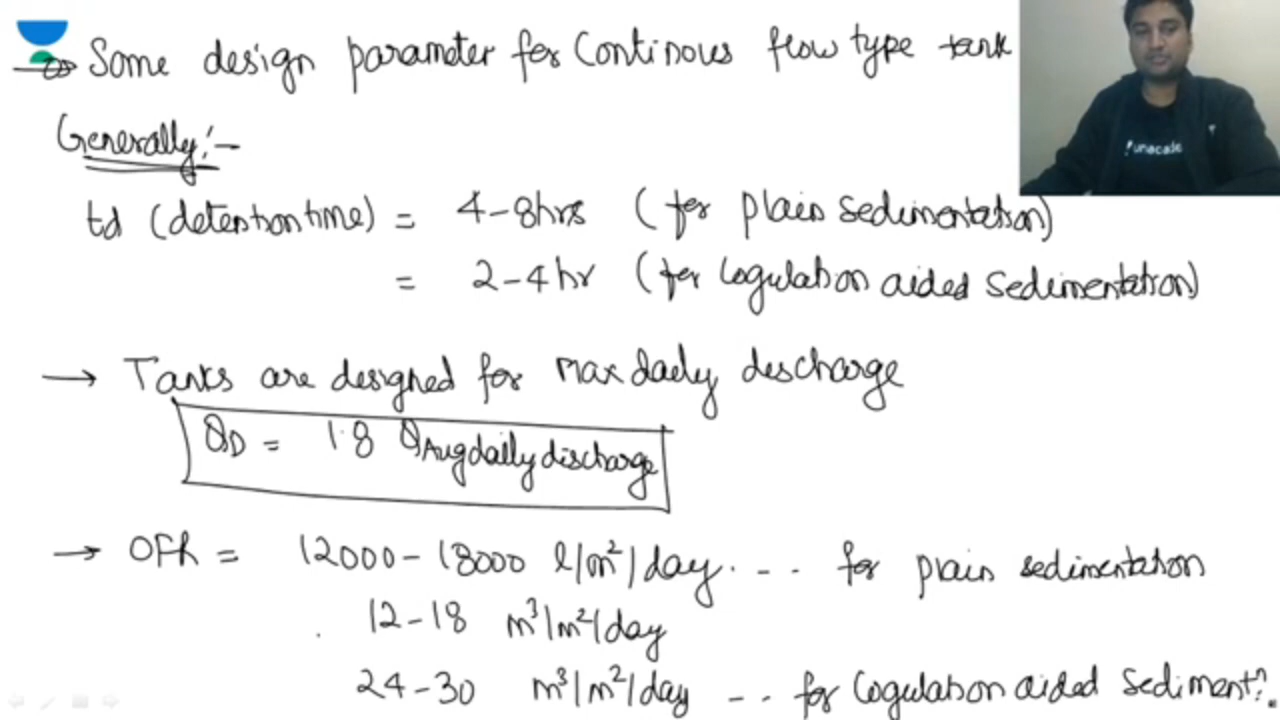 → Some design parameter for Continous flow type tank
Generally:-
unacade
td (detention time) = 4-8hrs (for plain sedimentation)
= 2-4hr (for Cogulation aided sedimentation)
→ Tanks are designed for max daily discharge
QD = 1.8 QAvg daily discharge
→ OFR = 12000-18000 l/m²/day. -- for plain sedimentation
12-18 m³/m²/day
24-30 m³/m²/day -- for Cogulation aided Sediment?.